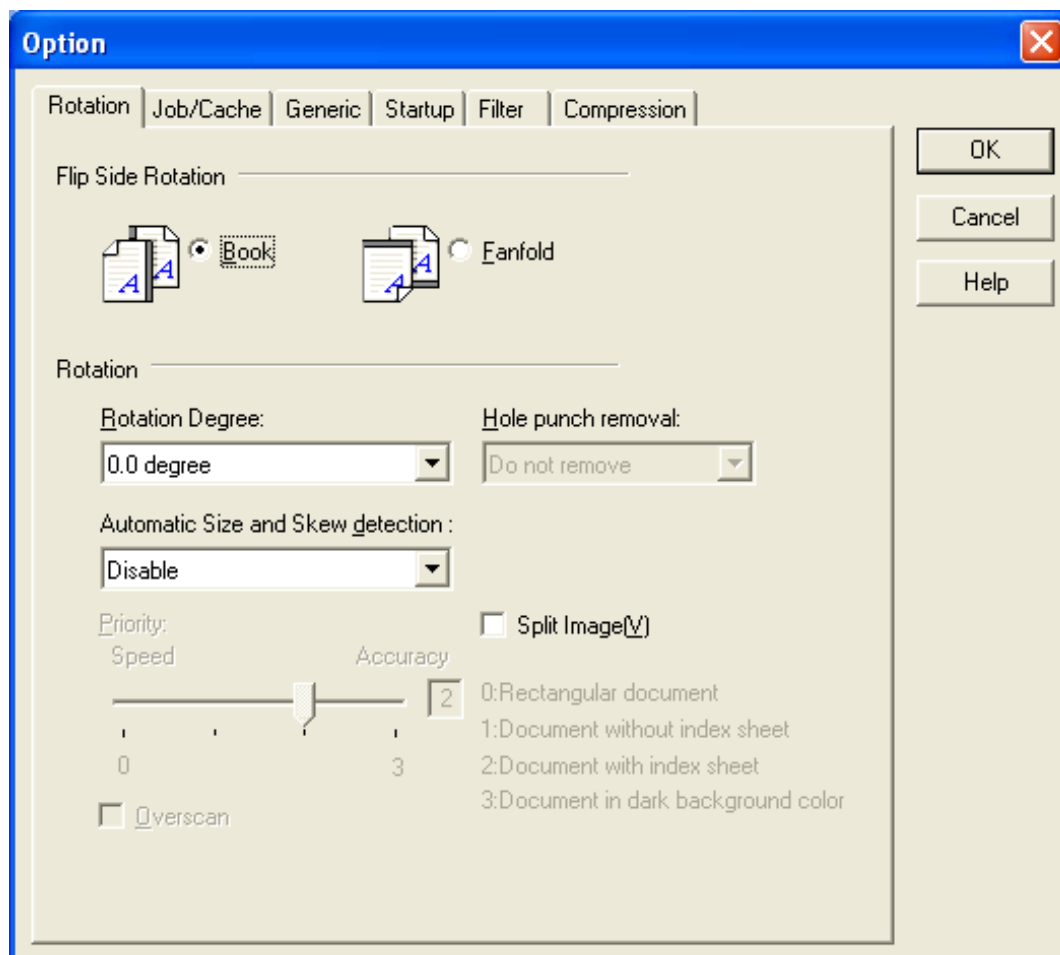 Option
Rotation Job/Cache Generic Startup Filter Compression
OK
Cancel
Help
Flip Side Rotation
A A Book A A Fanfold
Rotation
Rotation Degree: Hole punch removal:
0.0 degree Do not remove
Automatic Size and Skew detection :
Disable
Priority: Split Image(V)
Speed Accuracy
2
0 3
0:Rectangular document
1:Document without index sheet
2:Document with index sheet
3:Document in dark background color
Overscan